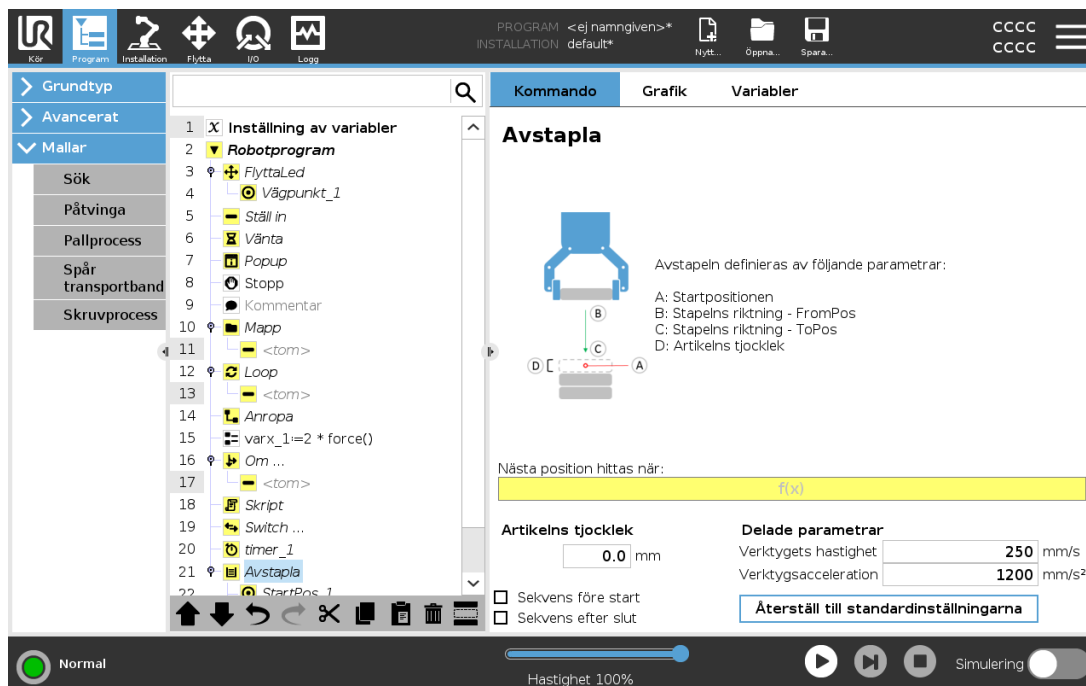 UR
Kör
Program
Installation
Flytta
I/O
Logg
PROGRAM <ej namngiven>*
INSTALLATION default*
Nytt...
Öppna...
Spara...
CCCC
CCCC
Grundtyp
Avancerat
Mallar
Sök
Påtvinga
Pallprocess
Spår
transportband
Skruvprocess
1 X Inställning av variabler
2 Robotprogram
3 FlyttaLed
4 Vägpunkt_1
5 Ställ in
6 Vänta
7 Popup
8 Stopp
9 Kommentar
10 Mapp
11 <tom>
12 Loop
13 <tom>
14 Anropa
15 varx_1:=2 * force()
16 Om ...
17 <tom>
18 Skript
19 Switch ...
20 timer_1
21 Avstapla
22 StartPos_1
Kommando
Grafik
Variabler
Avstapla
B
C
D
A
Avstapeln definieras av följande parametrar:
A: Startpositionen
B: Stapelns riktning - FromPos
C: Stapelns riktning - ToPos
D: Artikelns tjocklek
Nästa position hittas när:
f(x)
Artikelns tjocklek
0.0 mm
Sekvens före start
Sekvens efter slut
Delade parametrar
Verktygets hastighet 250 mm/s
Verktygsacceleration 1200 mm/s²
Återställ till standardinställningarna
Normal
Hastighet 100%
Simulering